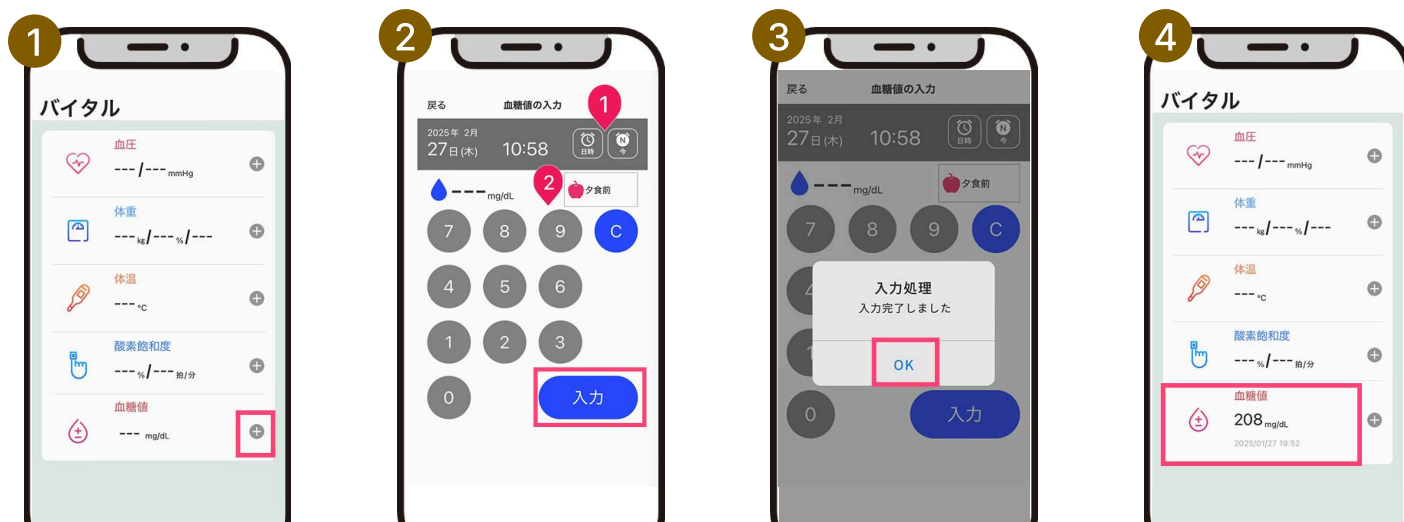 1
バイタル
血圧
---/--- mmHg
体重
--- kg/--- %/---
体温
--- ℃
酸素飽和度
--- %/--- 拍/分
血糖値
--- mg/dL
2
戻る 血糖値の入力
1
2025年 2月
27日(木) 10:58
日時
N
今
--- mg/dL
2
夕食前
7 8 9 C
4 5 6
1 2 3
0 入力
3
戻る 血糖値の入力
2025年 2月
27日(木) 10:58
日時
N
今
--- mg/dL
夕食前
7 8 9 C
4
入力処理
入力完了しました
1
OK
0 入力
4
バイタル
血圧
---/--- mmHg
体重
--- kg/--- %/---
体温
--- ℃
酸素飽和度
--- %/--- 拍/分
血糖値
208 mg/dL
2025/01/27 19:52